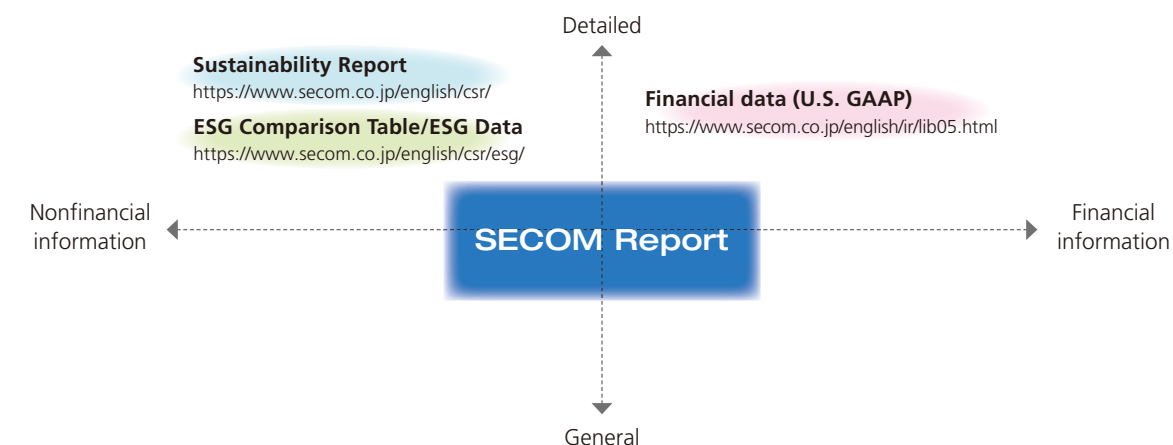 Detailed
Sustainability Report
https://www.secom.co.jp/english/csr/
ESG Comparison Table/ESG Data
https://www.secom.co.jp/english/csr/esg/
Financial data (U.S. GAAP)
https://www.secom.co.jp/english/ir/lib05.html
Nonfinancial
information
SECOM Report
Financial
information
General